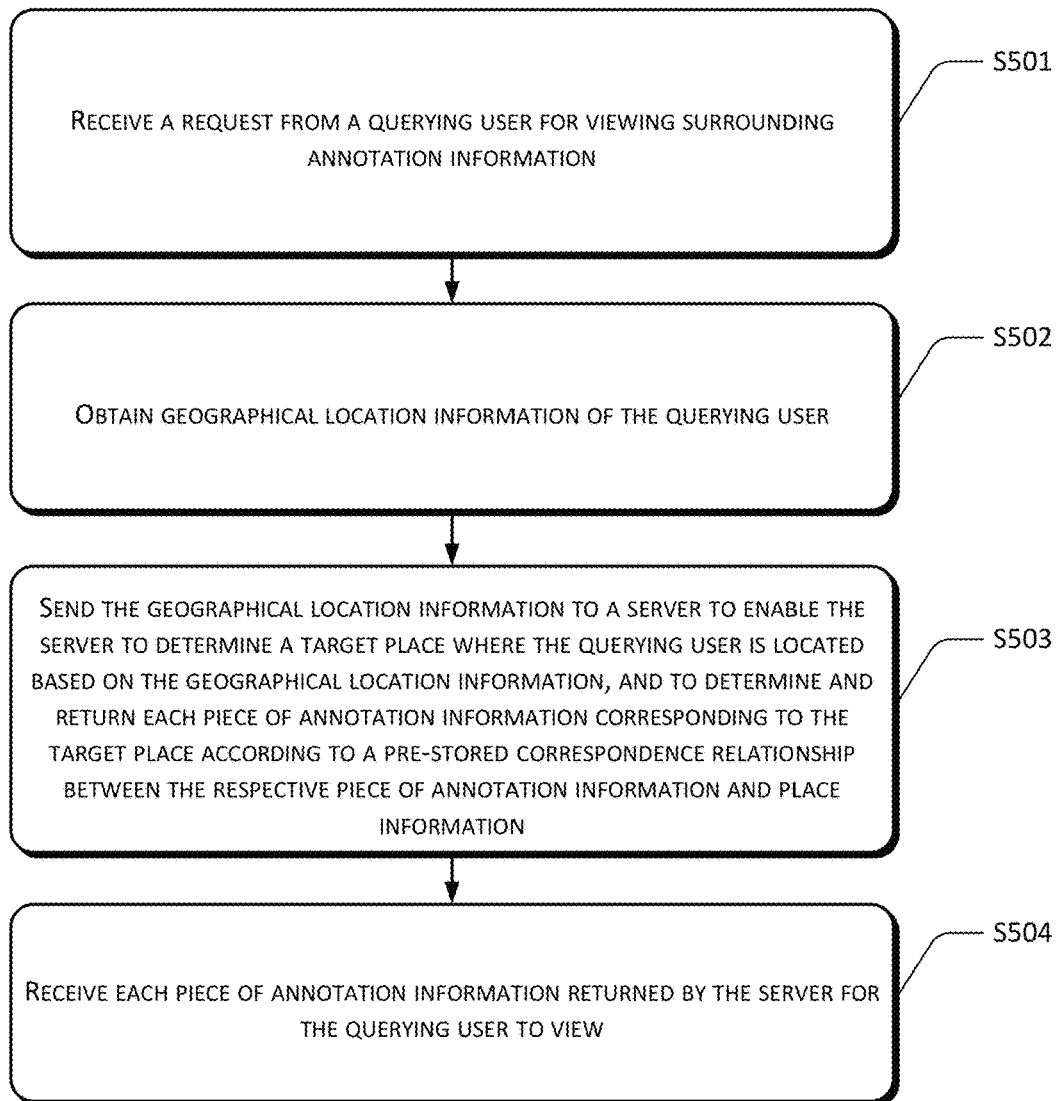 RECEIVE A REQUEST FROM A QUERYING USER FOR VIEWING SURROUNDING
ANNOTATION INFORMATION
S501
OBTAIN GEOGRAPHICAL LOCATION INFORMATION OF THE QUERYING USER
S502
SEND THE GEOGRAPHICAL LOCATION INFORMATION TO A SERVER TO ENABLE THE
SERVER TO DETERMINE A TARGET PLACE WHERE THE QUERYING USER IS LOCATED
BASED ON THE GEOGRAPHICAL LOCATION INFORMATION, AND TO DETERMINE AND
RETURN EACH PIECE OF ANNOTATION INFORMATION CORRESPONDING TO THE
TARGET PLACE ACCORDING TO A PRE-STORED CORRESPONDENCE RELATIONSHIP
BETWEEN THE RESPECTIVE PIECE OF ANNOTATION INFORMATION AND PLACE
INFORMATION
S503
RECEIVE EACH PIECE OF ANNOTATION INFORMATION RETURNED BY THE SERVER FOR
THE QUERYING USER TO VIEW
S504